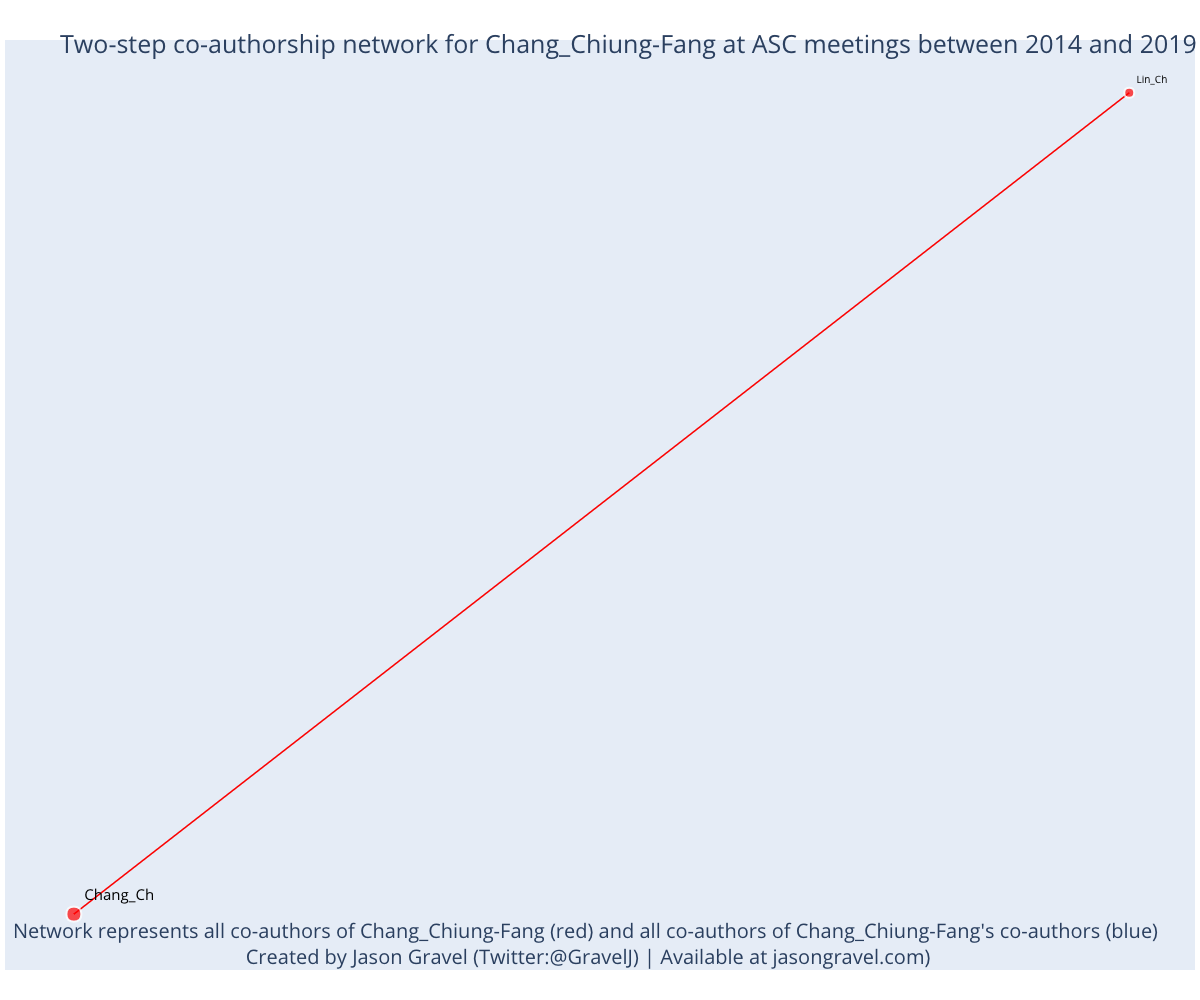 Two-step co-authorship network for Chang_Chiung-Fang at ASC meetings between 2014 and 2019
Lin_Ch
Chang_Ch
Network represents all co-authors of Chang_Chiung-Fang (red) and all co-authors of Chang_Chiung-Fang's co-authors (blue)
Created by Jason Gravel (Twitter:@GravelJ) | Available at jasongravel.com)